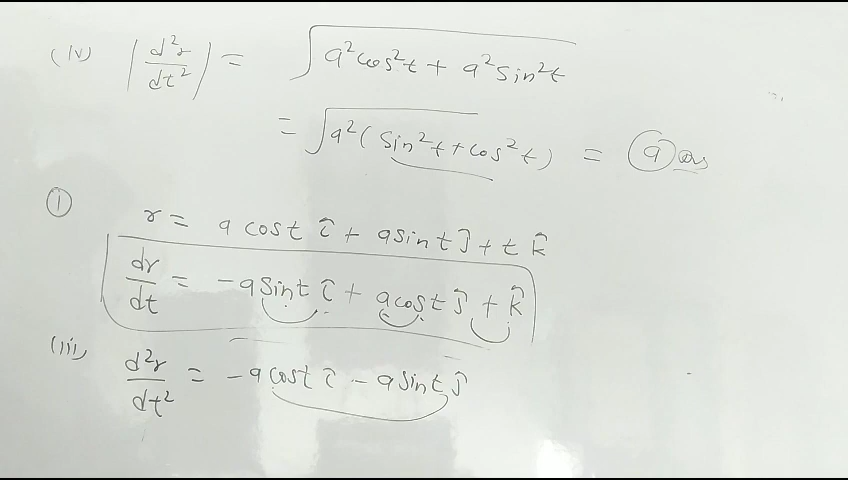 (iv) |d²r/dt²| = √(a²cos²t + a²sin²t)
= √(a²(sin²t + cos²t)) = a ans
① r = a cost î + a sint ĵ + t k̂
dr/dt = -a sint î + a cost ĵ + k̂
(iii) d²r/dt² = -a cost î - a sint ĵ